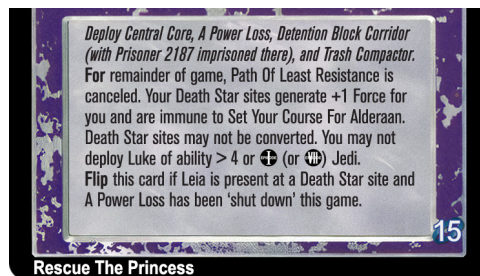 Deploy Central Core, A Power Loss, Detention Block Corridor
(with Prisoner 2187 imprisoned there), and Trash Compactor.
For remainder of game, Path Of Least Resistance is
canceled. Your Death Star sites generate +1 Force for
you and are immune to Set Your Course For Alderaan.
Death Star sites may not be converted. You may not
deploy Luke of ability > 4 or (or ) Jedi.
Flip this card if Leia is present at a Death Star site and
A Power Loss has been 'shut down' this game.
15
Rescue The Princess